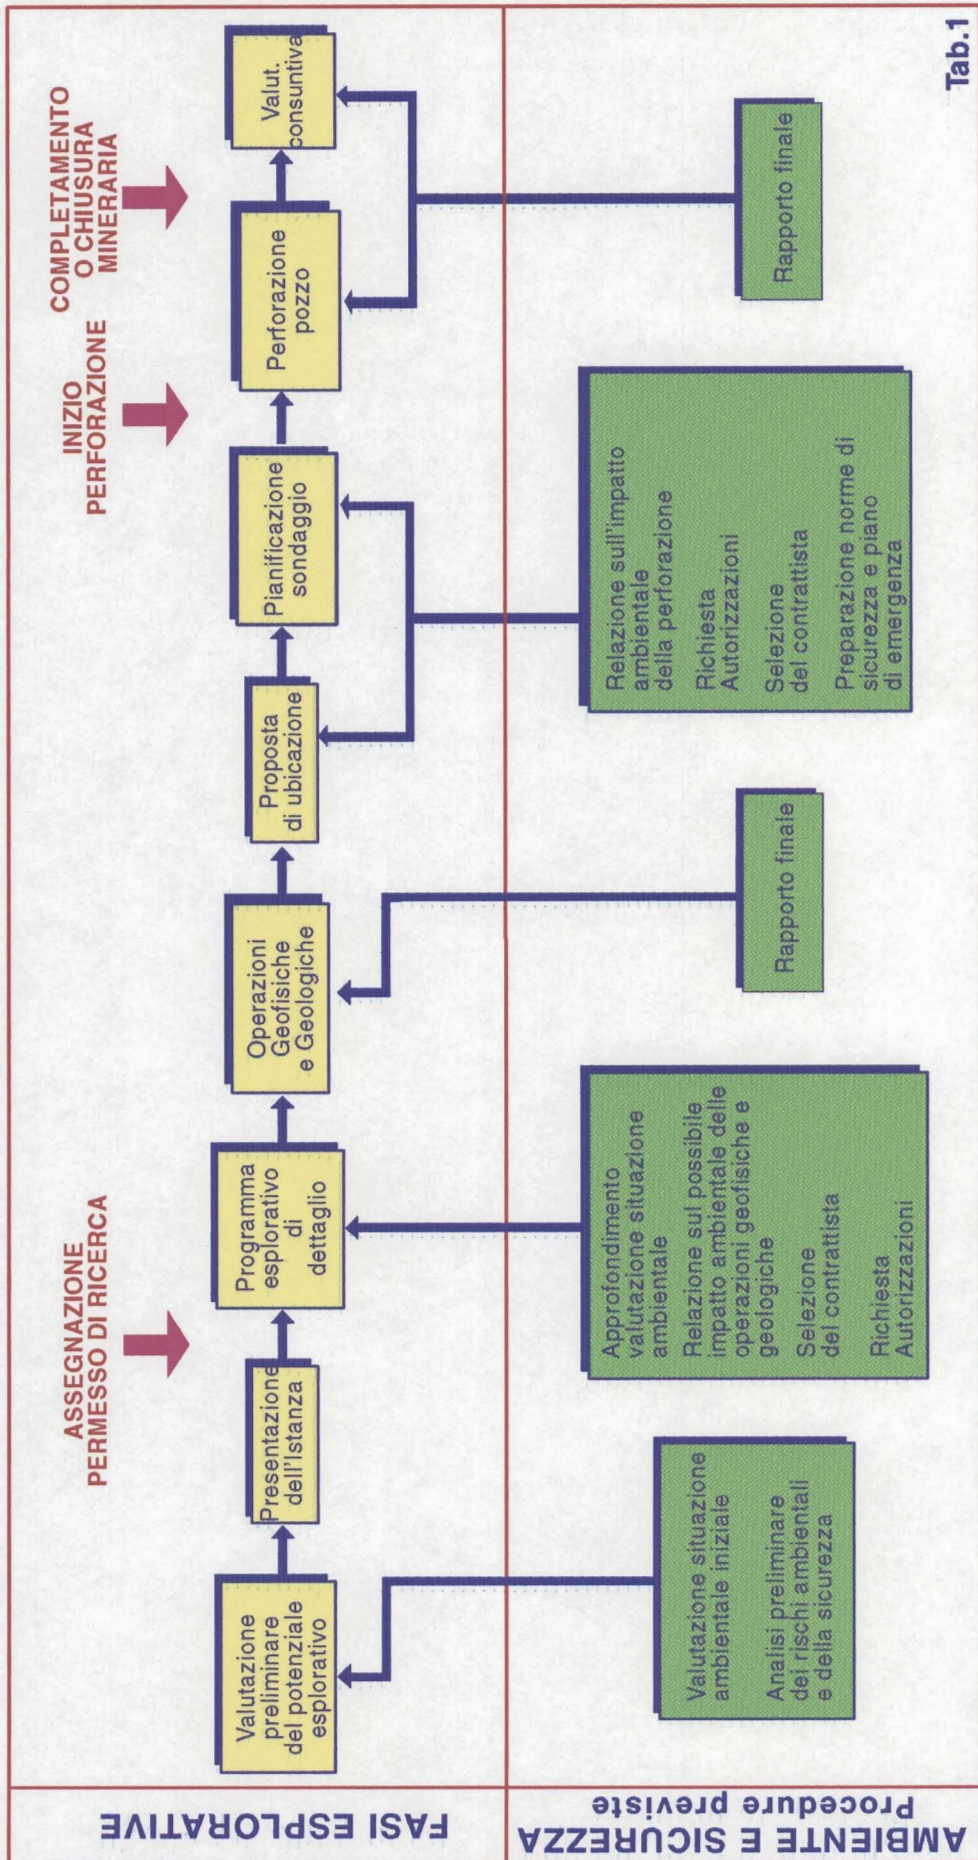 FASI ESPLORATIVE
ASSEGNAZIONE
PERMESSO DI RICERCA
INIZIO
PERFORAZIONE
COMPLETAMENTO
O CHIUSURA
MINERARIA
Valutazione
preliminare
del potenziale
esplorativo
Presentazione
dell'Istanza
Programma
esplorativo
di
dettaglio
Operazioni
Geofisiche
e Geologiche
Proposta
di ubicazione
Pianificazione
sondaggio
Perforazione
pozzo
Valut.
consuntiva
AMBIENTE E SICUREZZA
Procedure previste
Valutazione situazione
ambientale iniziale
Analisi preliminare
dei rischi ambientali
e della sicurezza
Approfondimento
valutazione situazione
ambientale
Relazione sul possibile
impatto ambientale delle
operazioni geofisiche e
geologiche
Selezione
del contrattista
Richiesta
Autorizzazioni
Rapporto finale
Relazione sull'impatto
ambientale
della perforazione
Richiesta
Autorizzazioni
Selezione
del contrattista
Preparazione norme di
sicurezza e piano
di emergenza
Rapporto finale
Tab.1